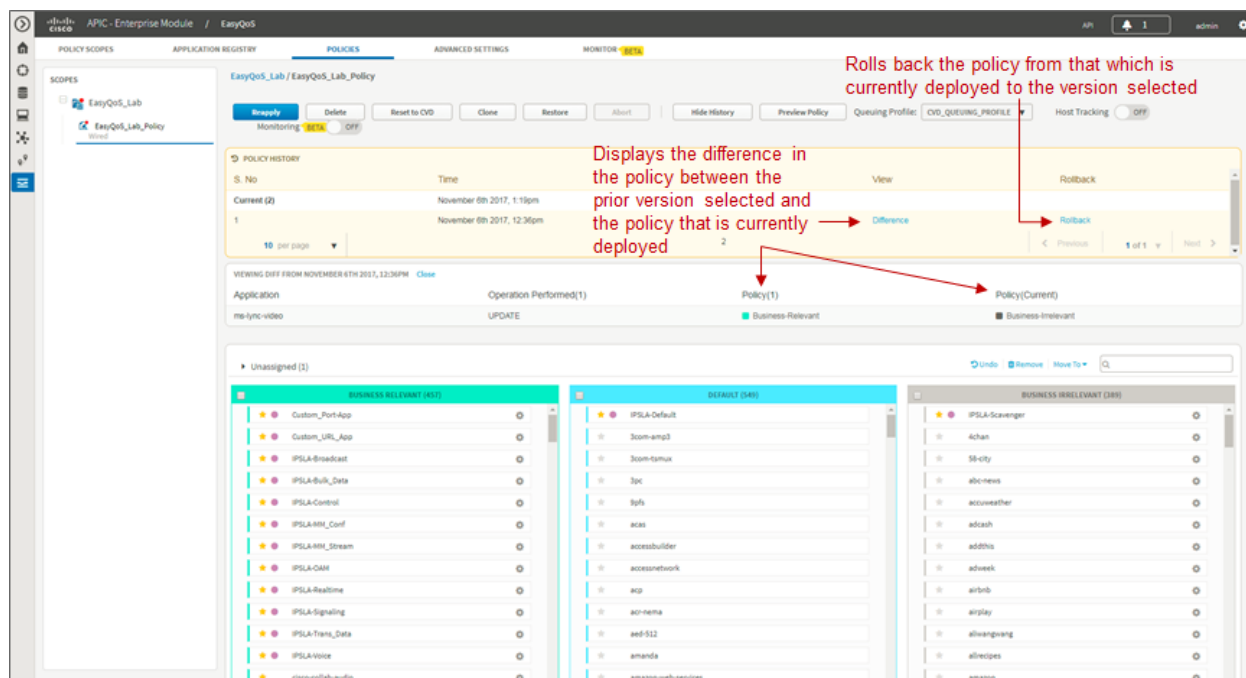 cisco APIC - Enterprise Module / EasyQoS
API 1 admin
POLICY SCOPES APPLICATION REGISTRY POLICIES ADVANCED SETTINGS MONITOR BETA
SCOPES
EasyQoS_Lab
EasyQoS_Lab_Policy
Wired
EasyQoS_Lab / EasyQoS_Lab_Policy
Rolls back the policy from that which is
currently deployed to the version selected
Reapply Delete Reset to CVD Clone Restore Abort Hide History Preview Policy Queuing Profile: CVD_QUEUING_PROFILE Host Tracking OFF
Monitoring BETA OFF
Displays the difference in
the policy between the
prior version selected and
the policy that is currently
deployed
POLICY HISTORY
S. No Time View Rollback
Current (2) November 6th 2017, 1:19pm
1 November 6th 2017, 12:36pm Difference Rollback
10 per page 2 Previous 1 of 1 Next
VIEWING DIFF FROM NOVEMBER 6TH 2017, 12:36PM Close
Application Operation Performed(1) Policy(1) Policy(Current)
ms-lync-video UPDATE Business-Relevant Business-Irrelevant
Unassigned (1) Undo Remove Move To
BUSINESS RELEVANT (457) DEFAULT (549) BUSINESS IRRELEVANT (389)
Custom_Port-App IPSLA-Default IPSLA-Scavenger
Custom_URL_App 3com-amp3 4chan
IPSLA-Broadcast 3com-tsmux 58-city
IPSLA-Bulk_Data 3pc abc-news
IPSLA-Control 9pfs accuweather
IPSLA-MM_Conf acas adcash
IPSLA-MM_Stream accessbuilder addthis
IPSLA-OAM accessnetwork adweek
IPSLA-Realtime acp airbnb
IPSLA-Signaling acr-nema airplay
IPSLA-Trans_Data aed-512 aliwangwang
IPSLA-Voice amanda allrecipes
cisco-collab-audio amazon-web-services amazon